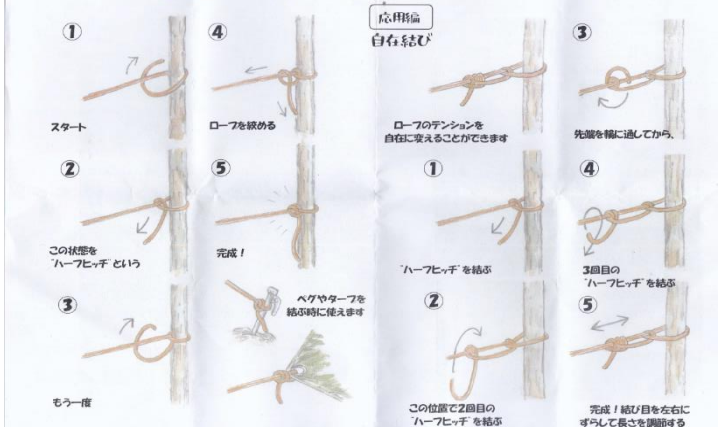 ①
スタート
②
この状態を
"ハーフヒッチ"という
③
もう一度
④
ロープを絞める
⑤
完成！
ペグやタープを
結ぶ時に使えます
応用編
自在結び
ロープのテンションを
自在に変えることができます
①
"ハーフヒッチ"を結ぶ
②
この位置で2回目の
"ハーフヒッチ"を結ぶ
③
先端を輪に通してから、
④
3回目の
"ハーフヒッチ"を結ぶ
⑤
完成！結び目を左右に
ずらして長さを調節する